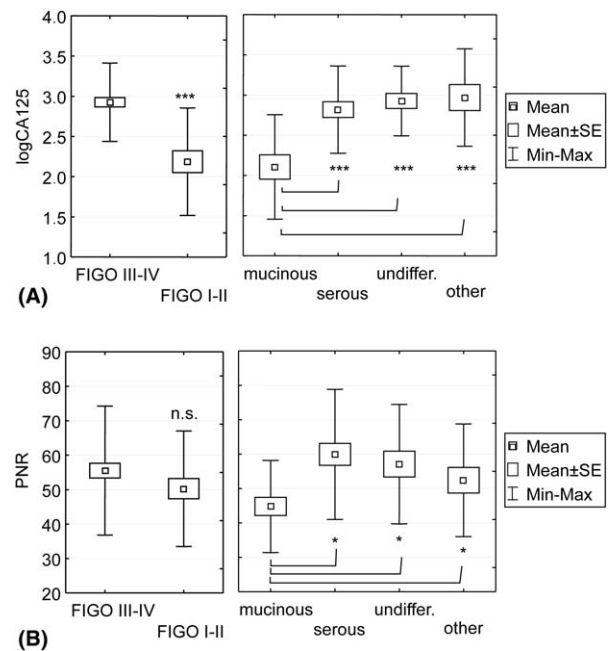 4.0
3.5
3.0
2.5
2.0
1.5
1.0
logCA125
***
FIGO III-IV
FIGO I-II
*** *** ***
mucinous
serous
undiffer.
other
Mean
Mean±SE
Min-Max
(A)
90
80
70
60
50
40
30
20
PNR
n.s.
FIGO III-IV
FIGO I-II
* * *
mucinous
serous
undiffer.
other
Mean
Mean±SE
Min-Max
(B)